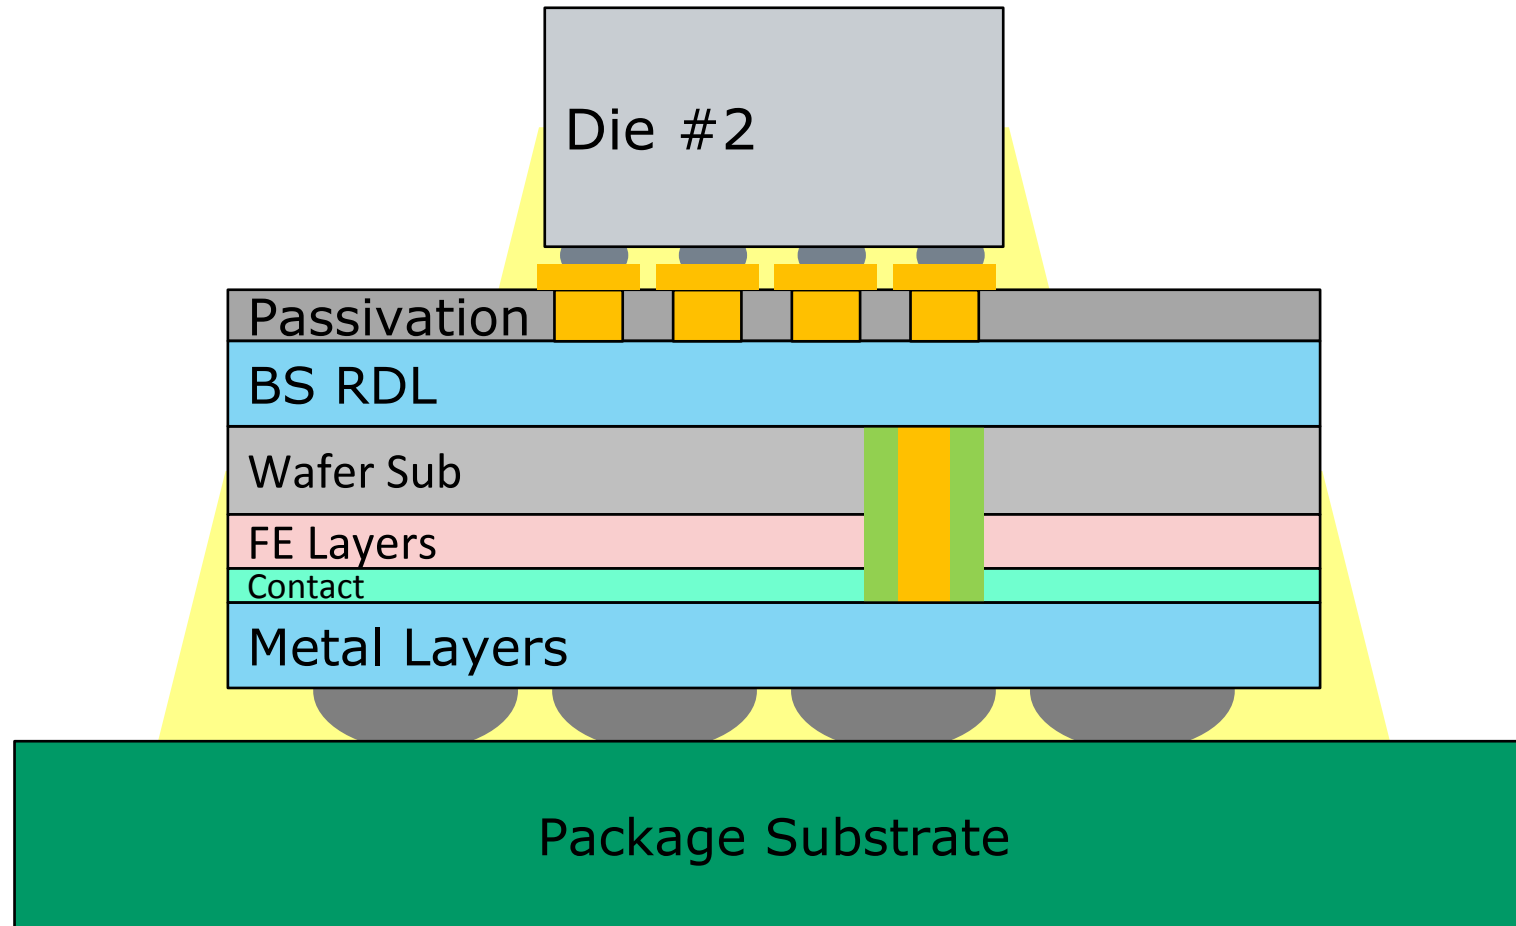 Die #2
Passivation
BS RDL
Wafer Sub
FE Layers
Contact
Metal Layers
Package Substrate